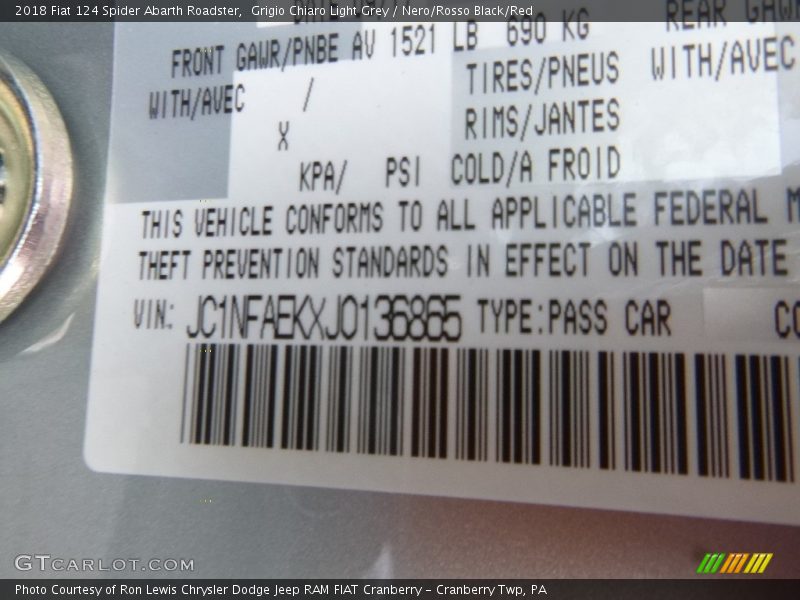 2018 Fiat 124 Spider Abarth Roadster, Grigio Chiaro Light Grey / Nero/Rosso Black/Red
DATE REAR GAWR
FRONT GAWR/PNBE AV 1521 LB 690 KG
WITH/AVEC / TIRES/PNEUS WITH/AVEC
X RIMS/JANTES
KPA/ PSI COLD/A FROID
THIS VEHICLE CONFORMS TO ALL APPLICABLE FEDERAL M
THEFT PREVENTION STANDARDS IN EFFECT ON THE DATE
VIN: JC1NFAEKXJ0136865 TYPE:PASS CAR CO
GTCARLOT.COM
Photo Courtesy of Ron Lewis Chrysler Dodge Jeep RAM FIAT Cranberry – Cranberry Twp, PA